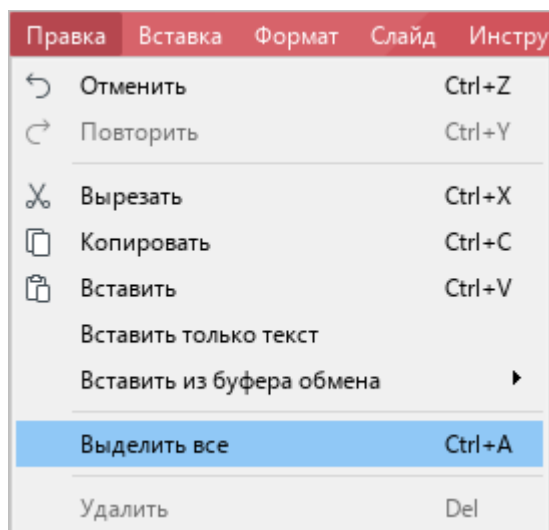 Правка Вставка Формат Слайд Инстру
Отменить Ctrl+Z
Повторить Ctrl+Y
Вырезать Ctrl+X
Копировать Ctrl+C
Вставить Ctrl+V
Вставить только текст
Вставить из буфера обмена
Выделить все Ctrl+A
Удалить Del